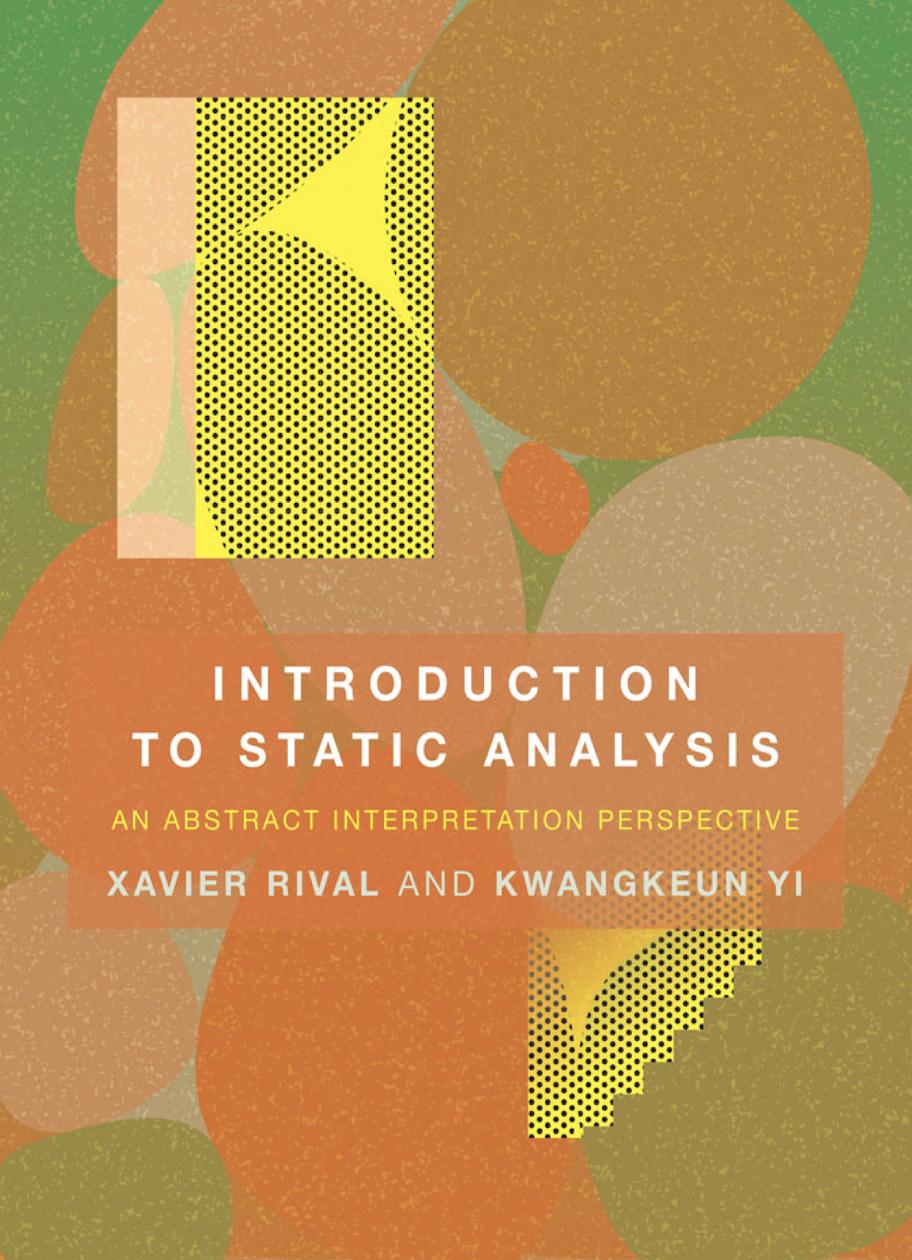 INTRODUCTION
TO STATIC ANALYSIS
AN ABSTRACT INTERPRETATION PERSPECTIVE
XAVIER RIVAL AND KWANGKEUN YI